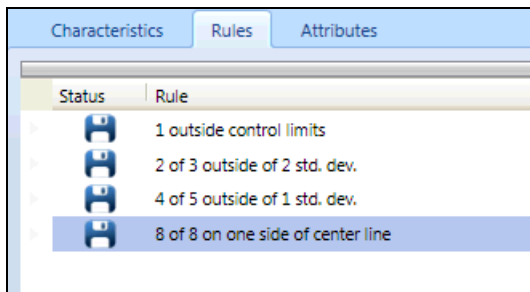 Characteristics Rules Attributes
Status Rule
1 outside control limits
2 of 3 outside of 2 std. dev.
4 of 5 outside of 1 std. dev.
8 of 8 on one side of center line